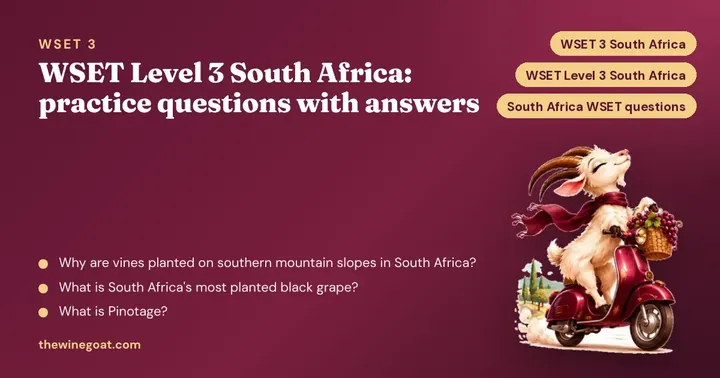 WSET 3
WSET Level 3 South Africa:
practice questions with answers
WSET 3 South Africa
WSET Level 3 South Africa
South Africa WSET questions
Why are vines planted on southern mountain slopes in South Africa?
What is South Africa's most planted black grape?
What is Pinotage?
thewinegoat.com